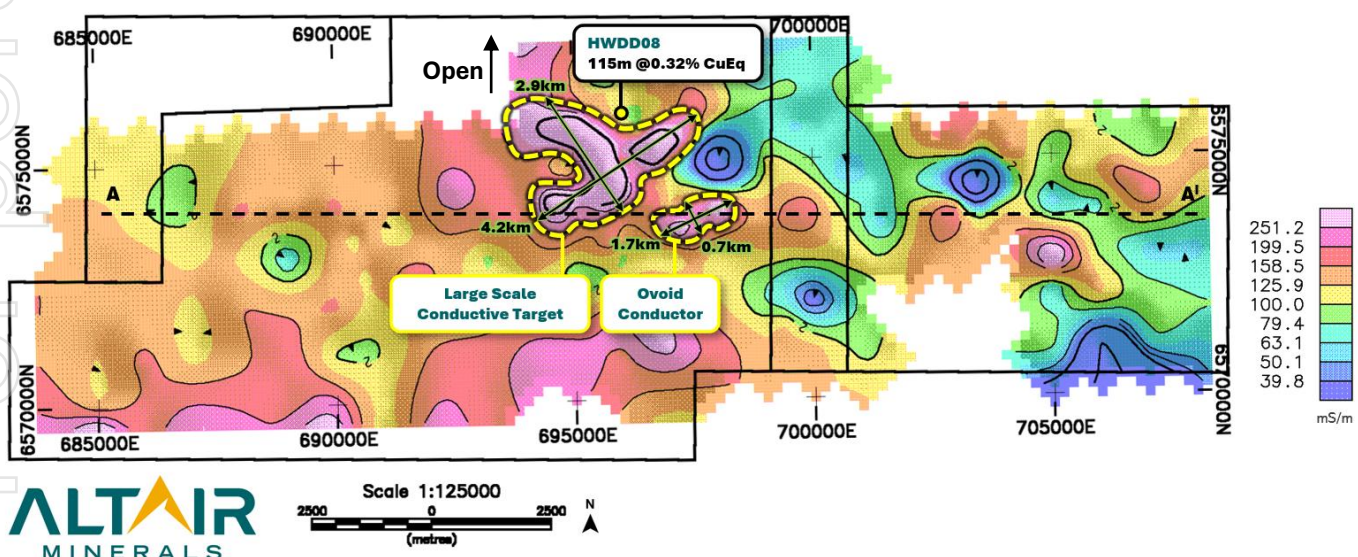 685000E
690000E
700000E
HWDD08
115m @0.32% CuEq
Open
2.9km
6575000N
6575000N
A
A'
4.2km
1.7km
0.7km
Large Scale
Conductive Target
Ovoid
Conductor
6570000N
6570000N
685000E
690000E
695000E
700000E
705000E
251.2
199.5
158.5
125.9
100.0
79.4
63.1
50.1
39.8
mS/m
ALTAIR
MINERALS
Scale 1:125000
2500
0
2500
(metres)
N